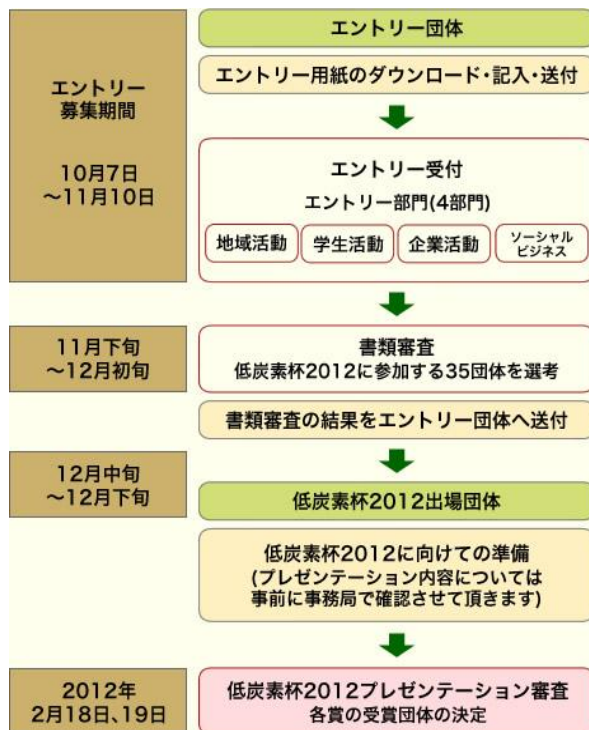 エントリー団体
エントリー用紙のダウンロード・記入・送付
エントリー
募集期間
10月7日
～11月10日
エントリー受付
エントリー部門(4部門)
地域活動
学生活動
企業活動
ソーシャル
ビジネス
11月下旬
～12月初旬
書類審査
低炭素杯2012に参加する35団体を選考
書類審査の結果をエントリー団体へ送付
12月中旬
～12月下旬
低炭素杯2012出場団体
低炭素杯2012に向けての準備
(プレゼンテーション内容については
事前に事務局で確認させて頂きます)
2012年
2月18日、19日
低炭素杯2012プレゼンテーション審査
各賞の受賞団体の決定